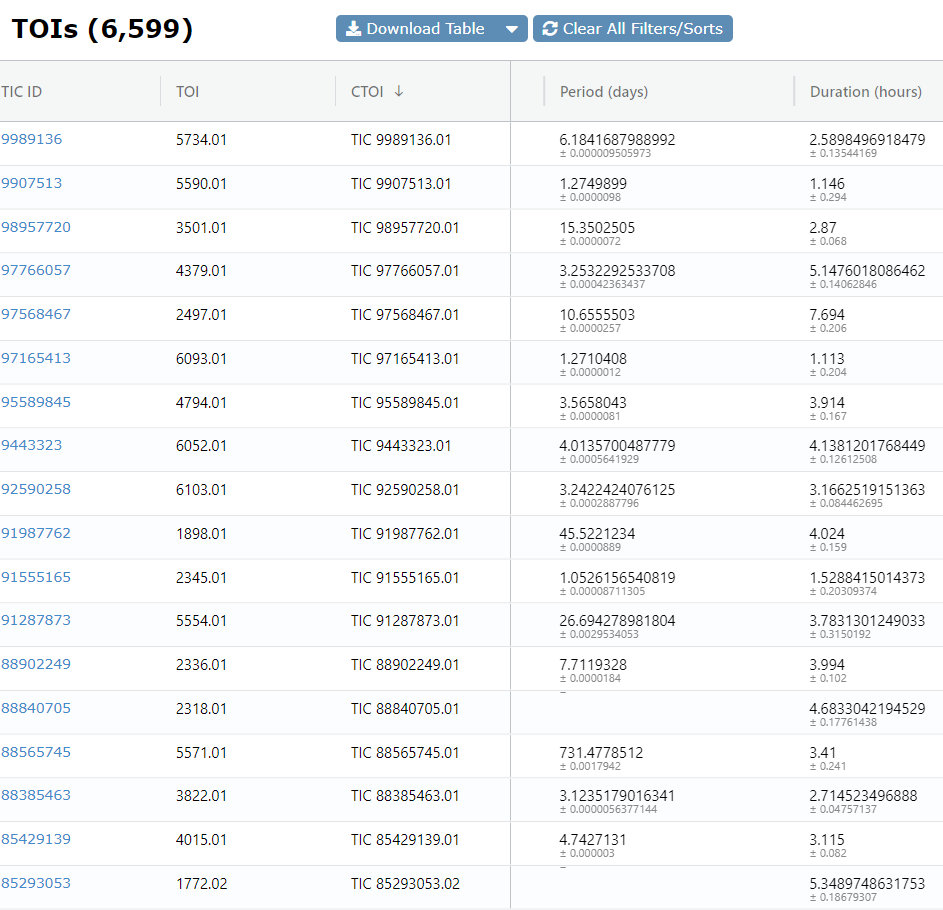 TOIs (6,599)
Download Table
Clear All Filters/Sorts
TIC ID TOI CTOI ↓ Period (days) Duration (hours)
9989136 5734.01 TIC 9989136.01 6.1841687988992 2.5898496918479
± 0.000009505973 ± 0.13544169
9907513 5590.01 TIC 9907513.01 1.2749899 1.146
± 0.0000098 ± 0.294
98957720 3501.01 TIC 98957720.01 15.3502505 2.87
± 0.0000072 ± 0.068
97766057 4379.01 TIC 97766057.01 3.2532292533708 5.1476018086462
± 0.00042363437 ± 0.14062846
97568467 2497.01 TIC 97568467.01 10.6555503 7.694
± 0.0000257 ± 0.206
97165413 6093.01 TIC 97165413.01 1.2710408 1.113
± 0.0000012 ± 0.204
95589845 4794.01 TIC 95589845.01 3.5658043 3.914
± 0.0000081 ± 0.167
9443323 6052.01 TIC 9443323.01 4.0135700487779 4.1381201768449
± 0.0005641929 ± 0.12612508
92590258 6103.01 TIC 92590258.01 3.2422424076125 3.1662519151363
± 0.0002887796 ± 0.084462695
91987762 1898.01 TIC 91987762.01 45.5221234 4.024
± 0.0000889 ± 0.159
91555165 2345.01 TIC 91555165.01 1.0526156540819 1.5288415014373
± 0.00008711305 ± 0.20309374
91287873 5554.01 TIC 91287873.01 26.694278981804 3.7831301249033
± 0.0029534053 ± 0.3150192
88902249 2336.01 TIC 88902249.01 7.7119328 3.994
± 0.0000184 ± 0.102
88840705 2318.01 TIC 88840705.01 – 4.6833042194529
± 0.17761438
88565745 5571.01 TIC 88565745.01 731.4778512 3.41
± 0.0017942 ± 0.241
88385463 3822.01 TIC 88385463.01 3.1235179016341 2.714523496888
± 0.0000056377144 ± 0.04757137
85429139 4015.01 TIC 85429139.01 4.7427131 3.115
± 0.000003 ± 0.082
85293053 1772.02 TIC 85293053.02 – 5.3489748631753
± 0.18679307